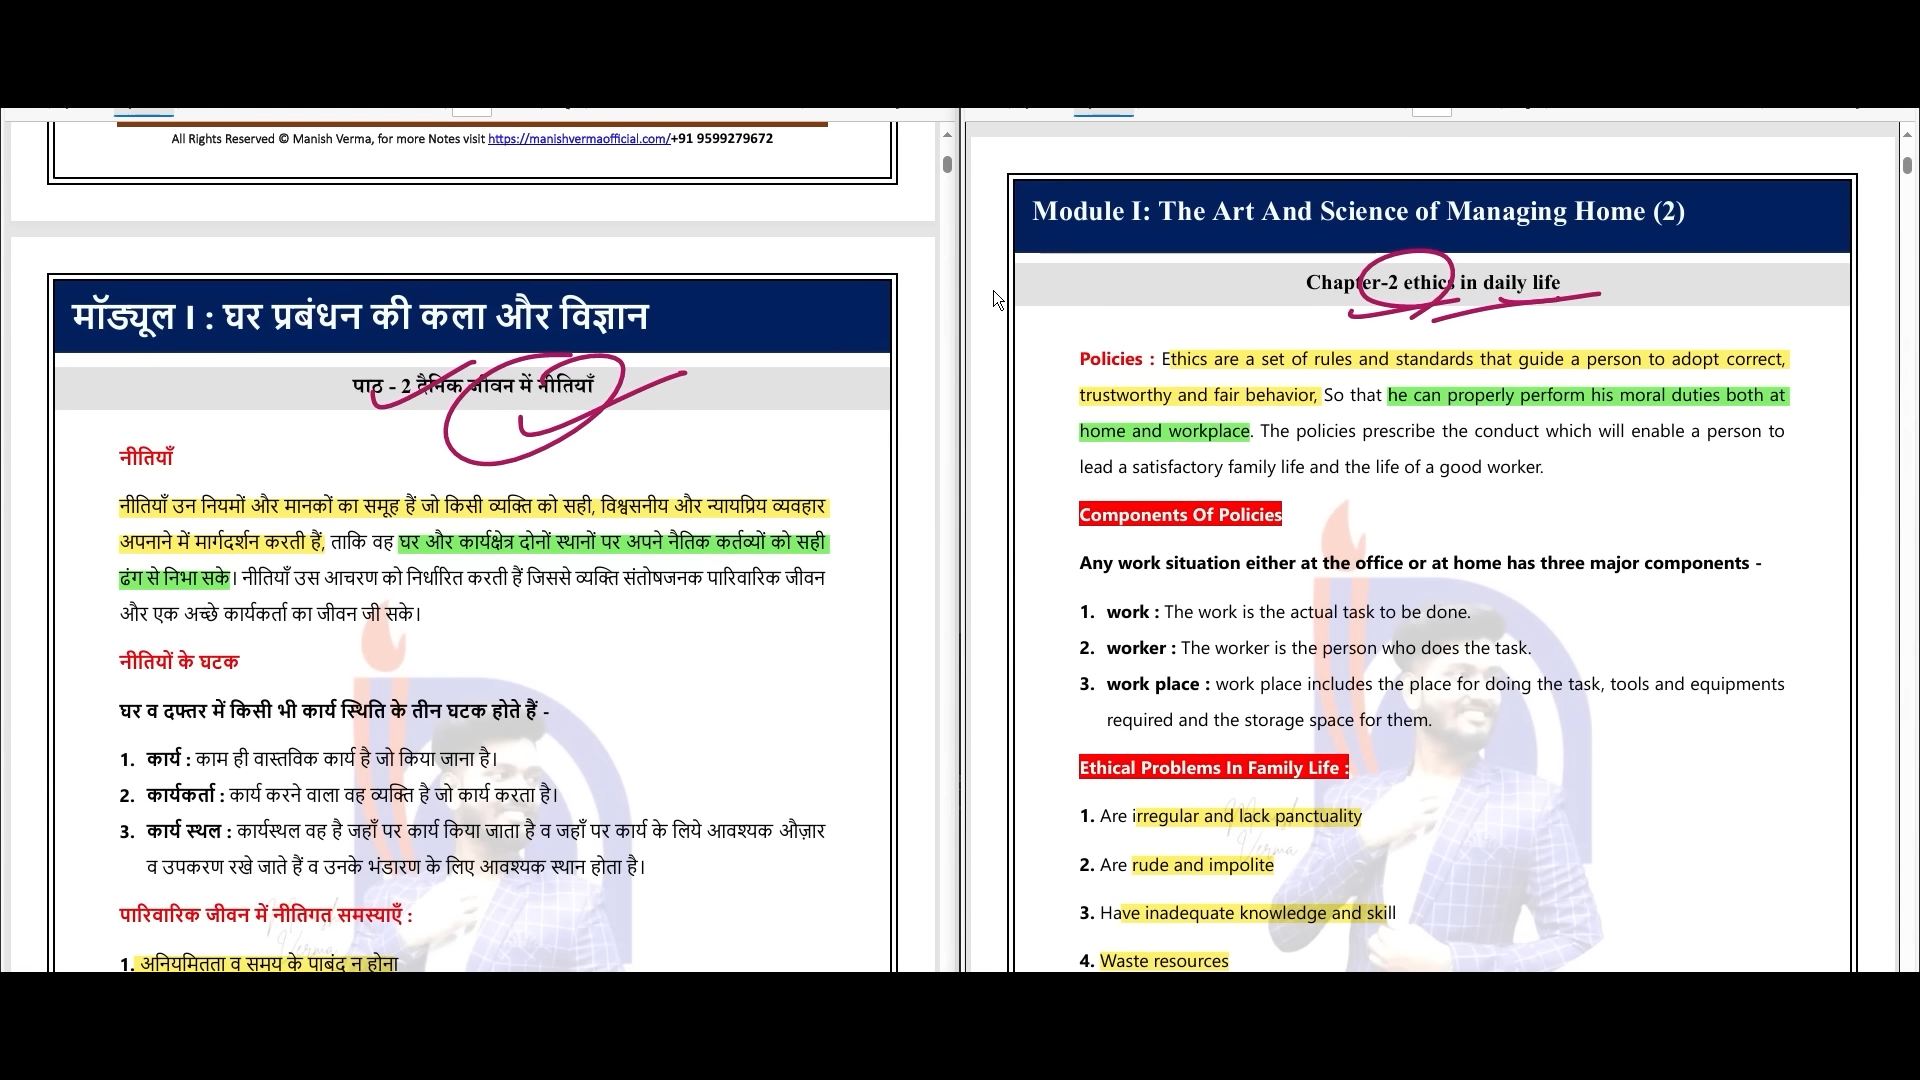 All Rights Reserved © Manish Verma, for more Notes visit https://manishvermaofficial.com/+91 9599279672
मॉड्यूल I : घर प्रबंधन की कला और विज्ञान
पाठ - 2 दैनिक जीवन में नीतियाँ
नीतियाँ
नीतियाँ उन नियमों और मानकों का समूह हैं जो किसी व्यक्ति को सही, विश्वसनीय और न्यायप्रिय व्यवहार
अपनाने में मार्गदर्शन करती हैं, ताकि वह घर और कार्यक्षेत्र दोनों स्थानों पर अपने नैतिक कर्तव्यों को सही
ढंग से निभा सके। नीतियाँ उस आचरण को निर्धारित करती हैं जिससे व्यक्ति संतोषजनक पारिवारिक जीवन
और एक अच्छे कार्यकर्ता का जीवन जी सके।
नीतियों के घटक
घर व दफ्तर में किसी भी कार्य स्थिति के तीन घटक होते हैं -
1. कार्य : काम ही वास्तविक कार्य है जो किया जाना है।
2. कार्यकर्ता : कार्य करने वाला वह व्यक्ति है जो कार्य करता है।
3. कार्य स्थल : कार्यस्थल वह है जहाँ पर कार्य किया जाता है व जहाँ पर कार्य के लिये आवश्यक औज़ार
व उपकरण रखे जाते हैं व उनके भंडारण के लिए आवश्यक स्थान होता है।
पारिवारिक जीवन में नीतिगत समस्याएँ :
1. अनियमितता व समय के पाबंद न होना
Module I: The Art And Science of Managing Home (2)
Chapter-2 ethics in daily life
Policies : Ethics are a set of rules and standards that guide a person to adopt correct,
trustworthy and fair behavior, So that he can properly perform his moral duties both at
home and workplace. The policies prescribe the conduct which will enable a person to
lead a satisfactory family life and the life of a good worker.
Components Of Policies
Any work situation either at the office or at home has three major components -
1. work : The work is the actual task to be done.
2. worker : The worker is the person who does the task.
3. work place : work place includes the place for doing the task, tools and equipments
required and the storage space for them.
Ethical Problems In Family Life :
1. Are irregular and lack panctuality
2. Are rude and impolite
3. Have inadequate knowledge and skill
4. Waste resources